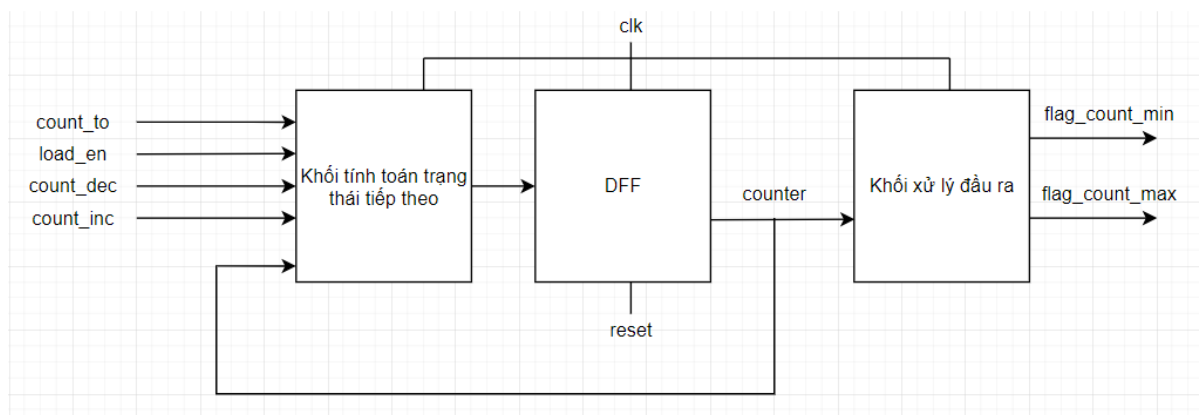 clk
count_to
load_en
count_dec
count_inc
Khối tính toán trạng
thái tiếp theo
DFF
counter
Khối xử lý đầu ra
flag_count_min
flag_count_max
reset